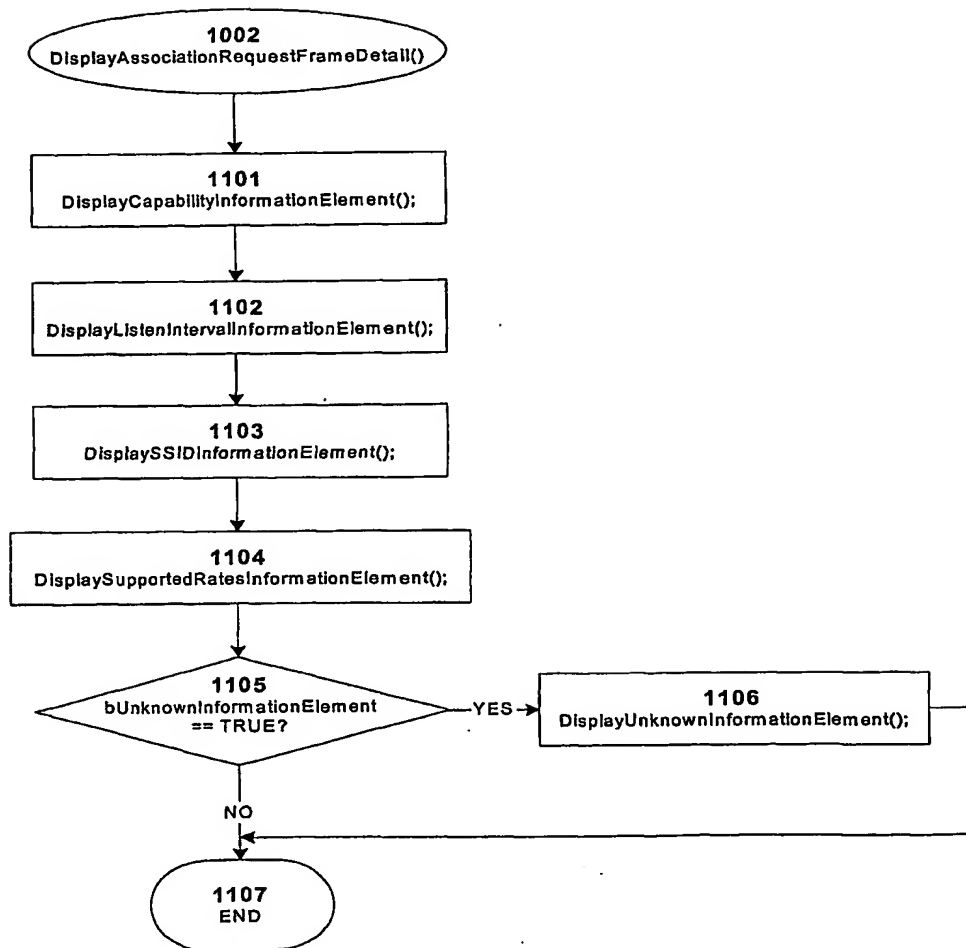 1002
DisplayAssociationRequestFrameDetail()
1101
DisplayCapabilityInformationElement();
1102
DisplayListenIntervalInformationElement();
1103
DisplaySSIDInformationElement();
1104
DisplaySupportedRatesInformationElement();
1105
bUnknownInformationElement
== TRUE?
YES
1106
DisplayUnknownInformationElement();
NO
1107
END